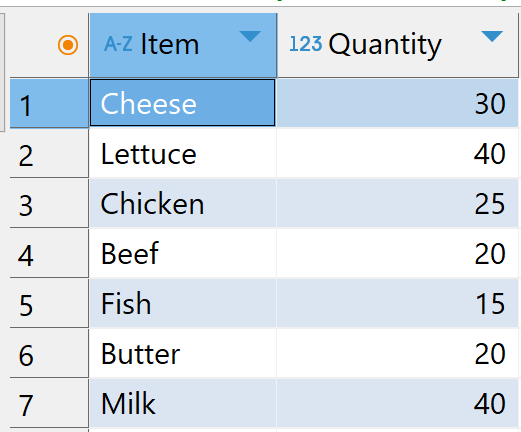 A-Z Item 123 Quantity
1 Cheese 30
2 Lettuce 40
3 Chicken 25
4 Beef 20
5 Fish 15
6 Butter 20
7 Milk 40